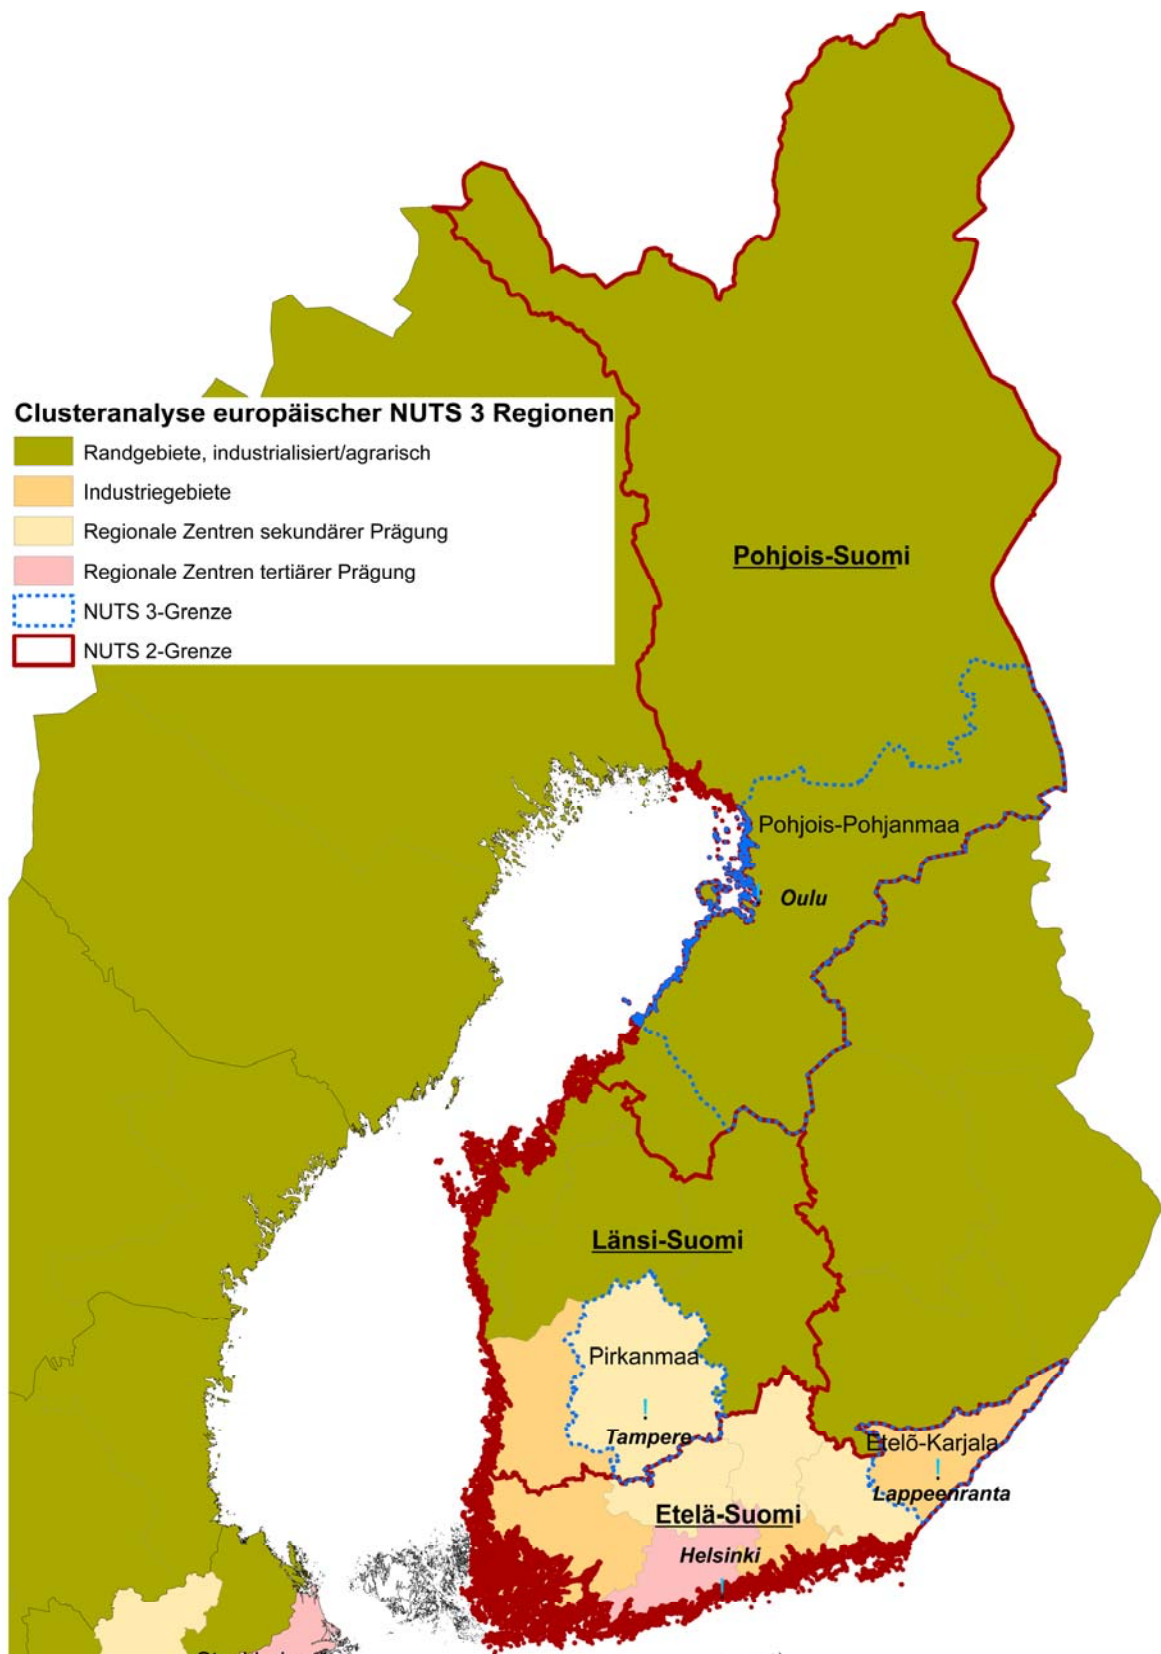 Clusteranalyse europäischer NUTS 3 Regionen
Randgebiete, industrialisiert/agrarisch
Industriegebiete
Regionale Zentren sekundärer Prägung
Regionale Zentren tertiärer Prägung
NUTS 3-Grenze
NUTS 2-Grenze
Pohjois-Suomi
Pohjois-Pohjanmaa
Oulu
Länsi-Suomi
Pirkanmaa
!
Tampere
Etelõ-Karjala
!
Lappeenranta
Etelä-Suomi
Helsinki